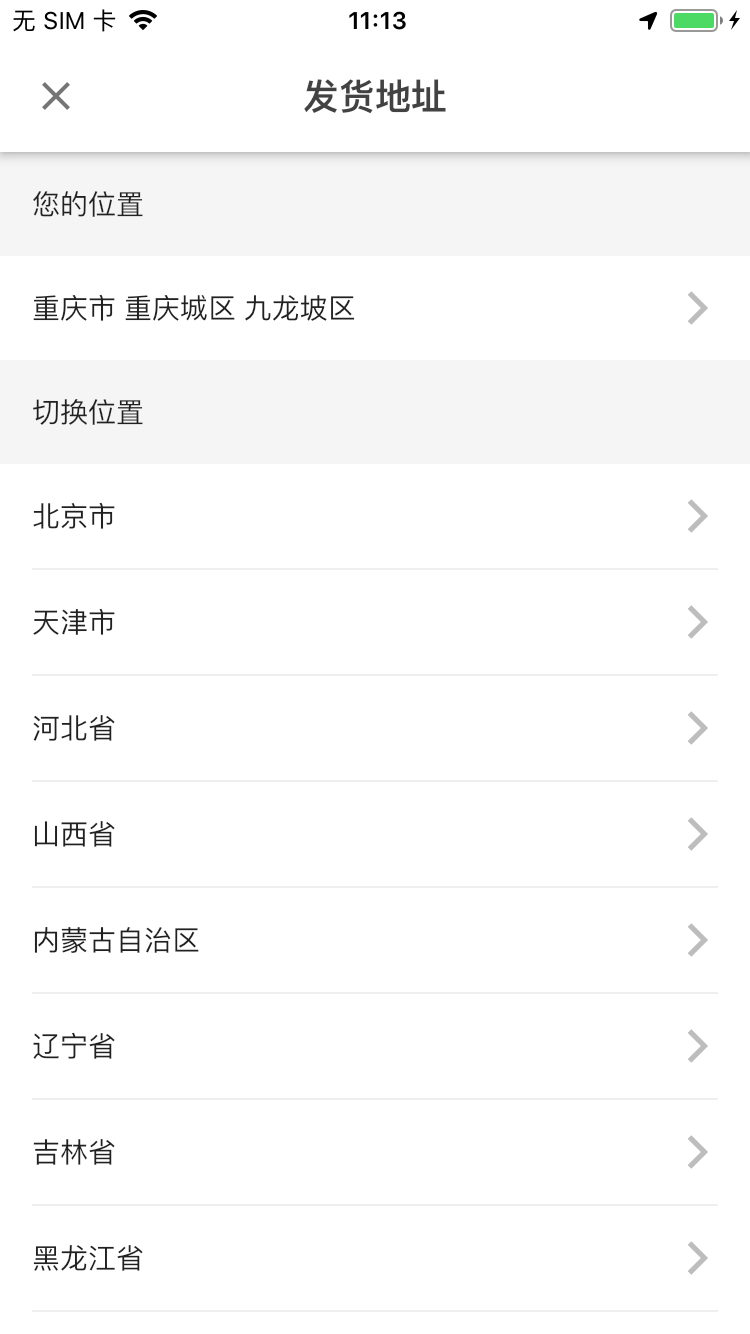 无 SIM 卡 11:13
发货地址
您的位置
重庆市 重庆城区 九龙坡区
切换位置
北京市
天津市
河北省
山西省
内蒙古自治区
辽宁省
吉林省
黑龙江省